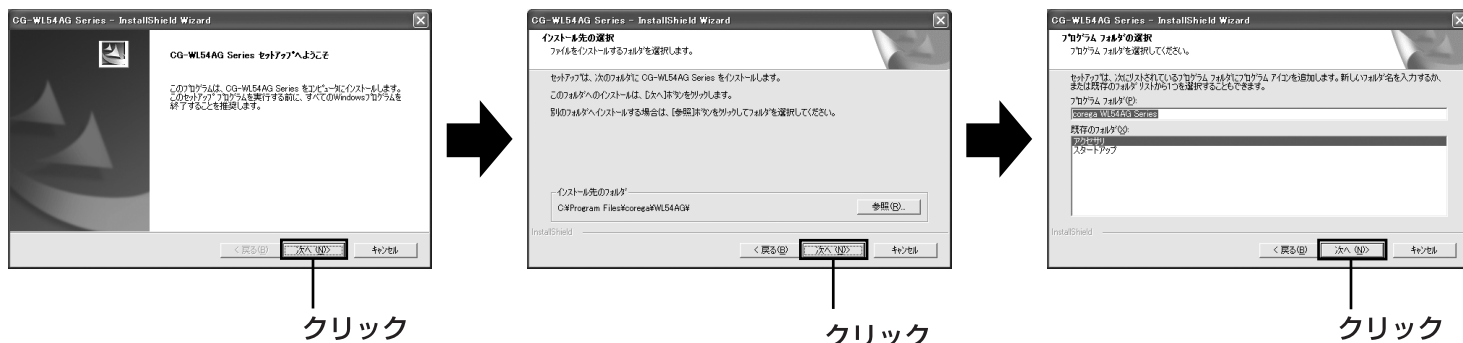 CG-WL54AG Series - InstallShield Wizard
CG-WL54AG Series セットアップへようこそ
このプログラムは、CG-WL54AG Series をコンピュータにインストールします。
このセットアップ プログラムを実行する前に、すべてのWindowsプログラムを
終了することを推奨します。
< 戻る(B)
次へ (N)>
キャンセル
クリック
CG-WL54AG Series - InstallShield Wizard
インストール先の選択
ファイルをインストールするフォルダを選択します。
セットアップは、次のフォルダに CG-WL54AG Series をインストールします。
このフォルダへのインストールは、[次へ]ボタンをクリックします。
別のフォルダへインストールする場合は、[参照]ボタンをクリックしてフォルダを選択してください。
インストール先のフォルダ
C:¥Program Files¥corega¥WL54AG¥
参照(R)...
InstallShield
< 戻る(B)
次へ (N)>
キャンセル
クリック
CG-WL54AG Series - InstallShield Wizard
プログラム フォルダの選択
プログラム フォルダを選択してください。
セットアップは、次にリストされているプログラム フォルダにプログラム アイコンを追加します。新しいフォルダ名を入力するか、
または既存のフォルダ リストから1つを選択することもできます。
プログラム フォルダ(P):
corega WL54AG Series
既存のフォルダ(X):
アクセサリ
スタートアップ
InstallShield
< 戻る(B)
次へ (N)>
キャンセル
クリック